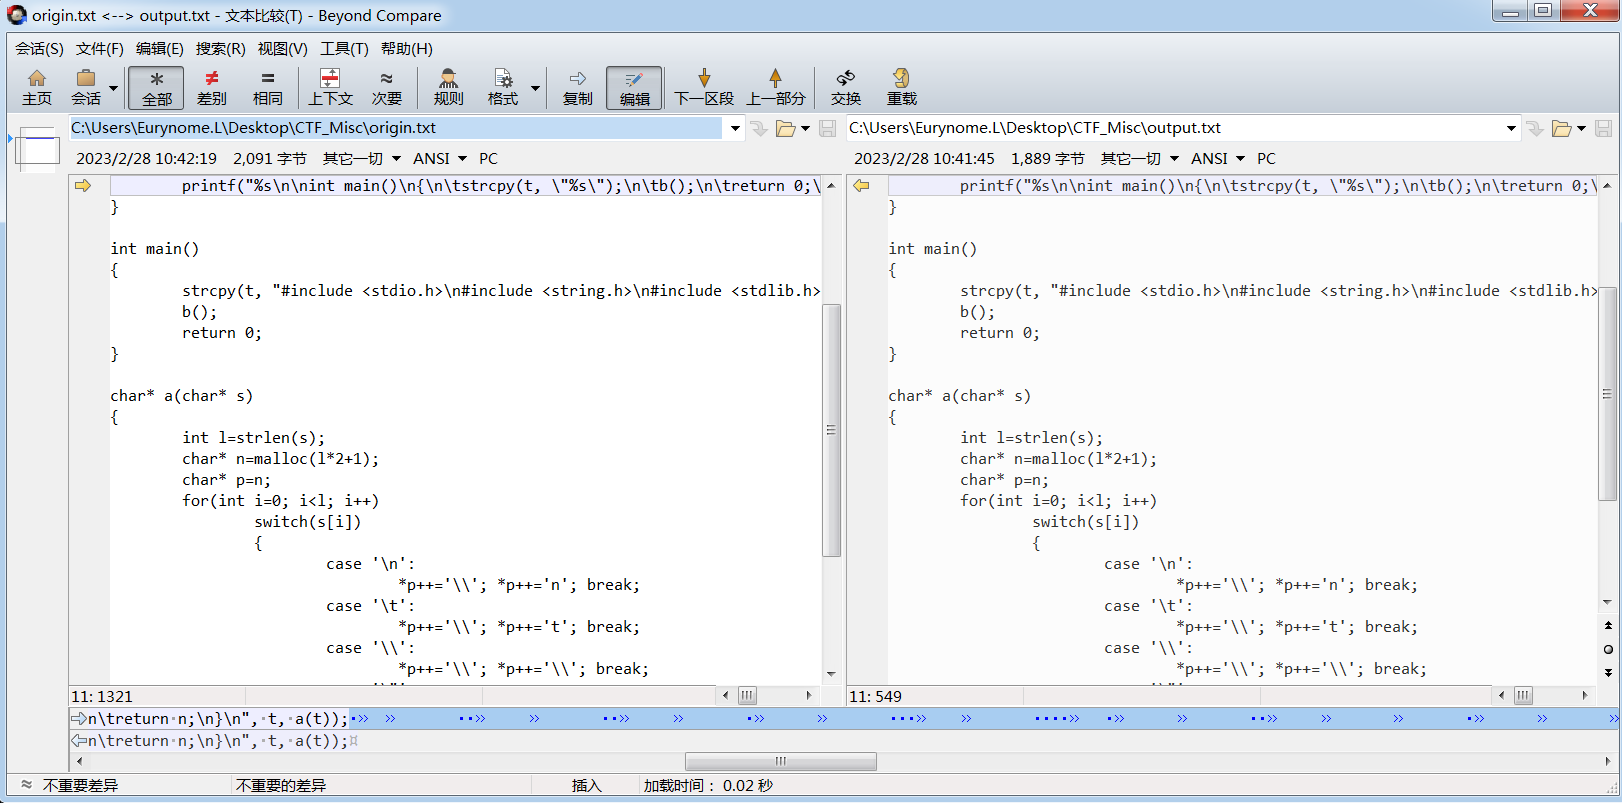 origin.txt <--> output.txt - 文本比较(T) - Beyond Compare
会话(S) 文件(F) 编辑(E) 搜索(R) 视图(V) 工具(T) 帮助(H)
主页 会话 全部 差别 相同 上下文 次要 规则 格式 复制 编辑 下一区段 上一部分 交换 重载
C:\Users\Eurynome.L\Desktop\CTF_Misc\origin.txt
2023/2/28 10:42:19 2,091 字节 其它一切 ANSI PC
	printf("%s\n\nint main()\n{\n\tstrcpy(t, \"%s\");\n\tb();\n\treturn 0;\
}

int main()
{
	strcpy(t, "#include <stdio.h>\n#include <string.h>\n#include <stdlib.h>
	b();
	return 0;
}

char* a(char* s)
{
	int l=strlen(s);
	char* n=malloc(l*2+1);
	char* p=n;
	for(int i=0; i<l; i++)
		switch(s[i])
		{
			case '\n':
				*p++='\\'; *p++='n'; break;
			case '\t':
				*p++='\\'; *p++='t'; break;
			case '\\':
				*p++='\\'; *p++='\\'; break;
11: 1321
C:\Users\Eurynome.L\Desktop\CTF_Misc\output.txt
2023/2/28 10:41:45 1,889 字节 其它一切 ANSI PC
	printf("%s\n\nint main()\n{\n\tstrcpy(t, \"%s\");\n\tb();\n\treturn 0;\
}

int main()
{
	strcpy(t, "#include <stdio.h>\n#include <string.h>\n#include <stdlib.h>
	b();
	return 0;
}

char* a(char* s)
{
	int l=strlen(s);
	char* n=malloc(l*2+1);
	char* p=n;
	for(int i=0; i<l; i++)
		switch(s[i])
		{
			case '\n':
				*p++='\\'; *p++='n'; break;
			case '\t':
				*p++='\\'; *p++='t'; break;
			case '\\':
				*p++='\\'; *p++='\\'; break;
11: 549
n\treturn·n;\n}\n",·t,·a(t));·» » ··» » ··» » ·» » ···» » ····» ·» » ··» » » ·» » »
n\treturn·n;\n}\n",·t,·a(t));¤
≈ 不重要差异 不重要的差异 插入 加载时间： 0.02 秒